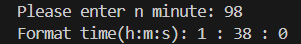 Please enter n minute: 98
Format time(h:m:s): 1 : 38 : 0